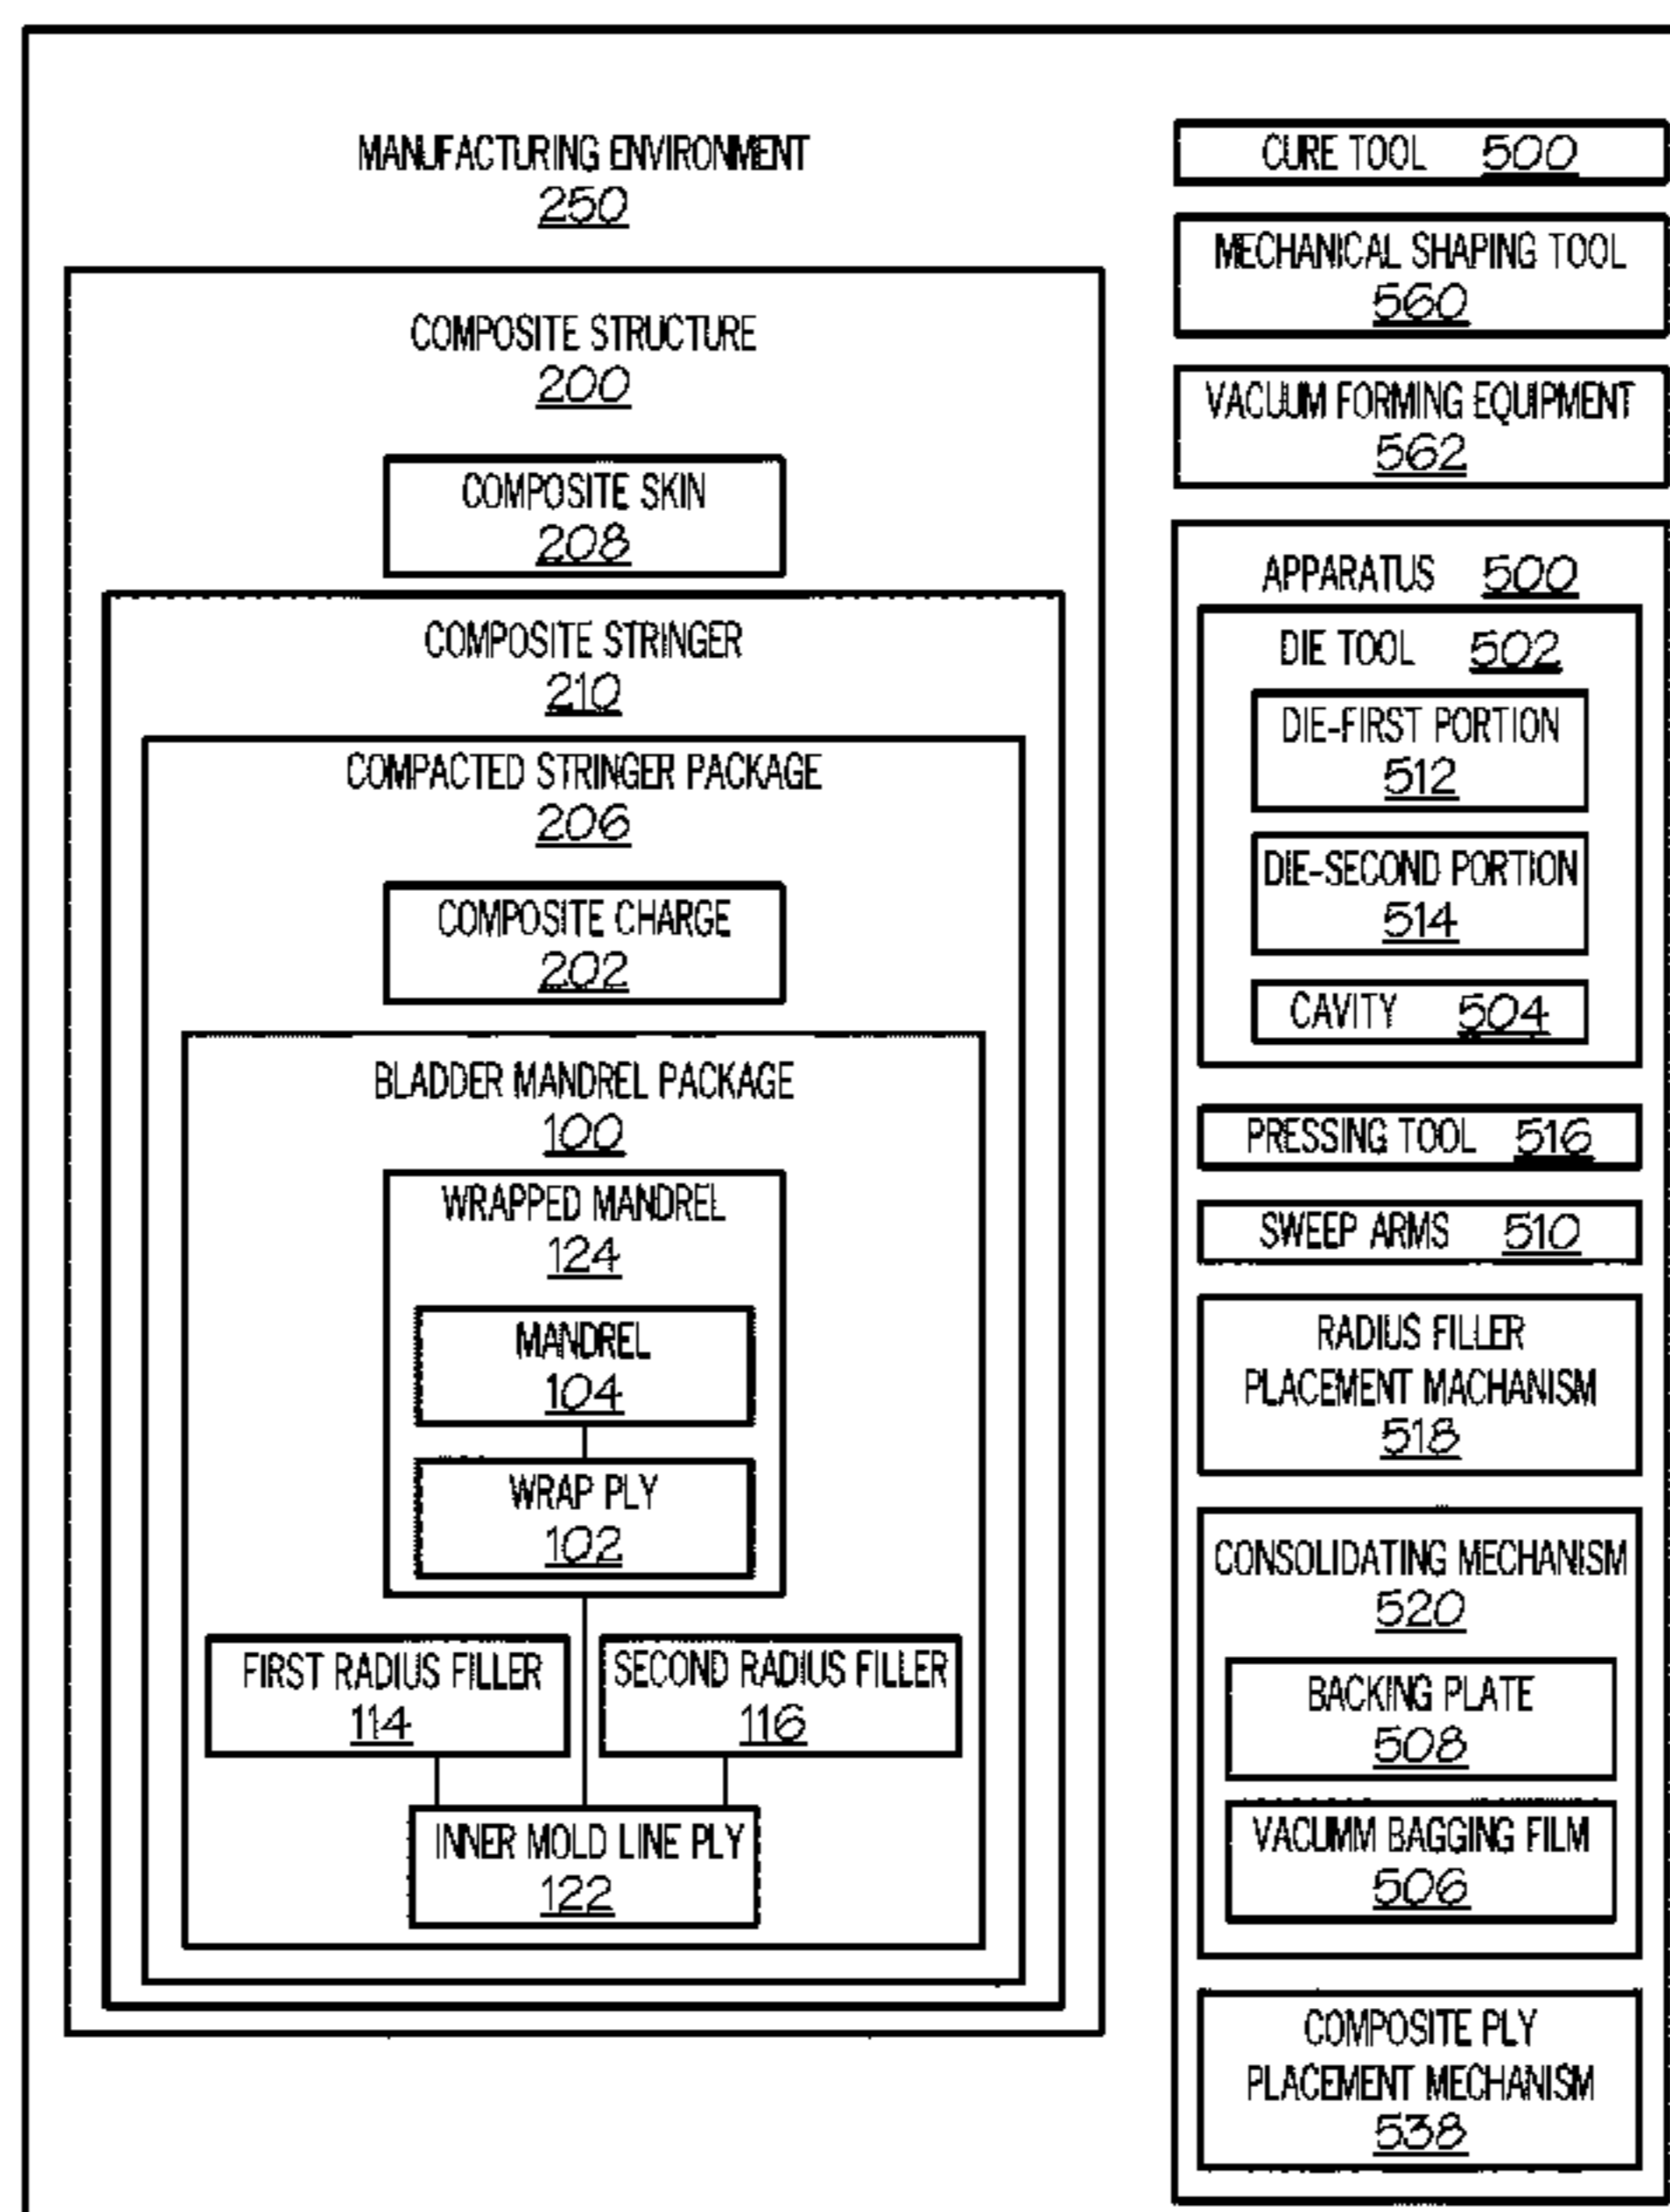 MANUFACTURING ENVIRONMENT
250
COMPOSITE STRUCTURE
200
COMPOSITE SKIN
208
COMPOSITE STRINGER
210
COMPACTED STRINGER PACKAGE
206
COMPOSITE CHARGE
202
BLADDER MANDREL PACKAGE
100
WRAPPED MANDREL
124
MANDREL
104
WRAP PLY
102
FIRST RADIUS FILLER
114
SECOND RADIUS FILLER
116
INNER MOLD LINE PLY
122
CURE TOOL 500
MECHANICAL SHAPING TOOL
560
VACUUM FORMING EQUIPMENT
562
APPARATUS 500
DIE TOOL 502
DIE-FIRST PORTION
512
DIE-SECOND PORTION
514
CAVITY 504
PRESSING TOOL 516
SWEEP ARMS 510
RADIUS FILLER
PLACEMENT MACHANISM
518
CONSOLIDATING MECHANISM
520
BACKING PLATE
508
VACUMM BAGGING FILM
506
COMPOSITE PLY
PLACEMENT MECHANISM
538